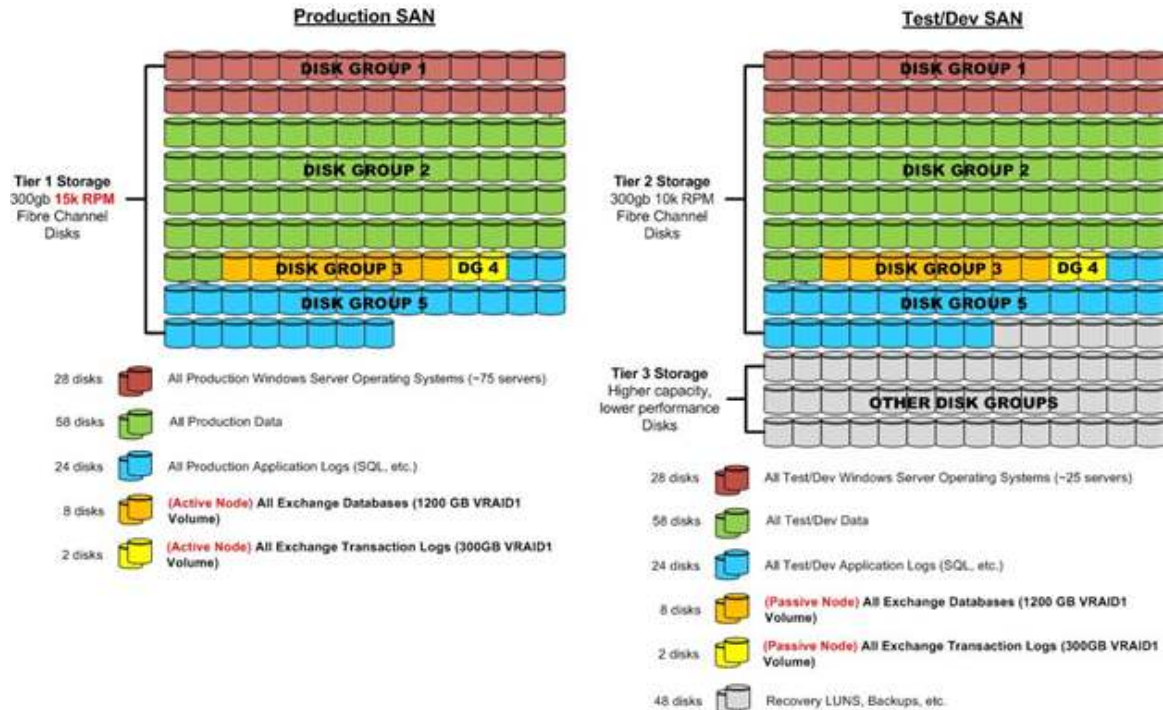 Production SAN
DISK GROUP 1
DISK GROUP 2
Tier 1 Storage
300gb 15k RPM
Fibre Channel
Disks
DISK GROUP 3
DG 4
DISK GROUP 5
28 disks
All Production Windows Server Operating Systems (~75 servers)
58 disks
All Production Data
24 disks
All Production Application Logs (SQL, etc.)
8 disks
(Active Node) All Exchange Databases (1200 GB VRAID1
Volume)
2 disks
(Active Node) All Exchange Transaction Logs (300GB VRAID1
Volume)
Test/Dev SAN
DISK GROUP 1
DISK GROUP 2
Tier 2 Storage
300gb 10k RPM
Fibre Channel
Disks
DISK GROUP 3
DG 4
DISK GROUP 5
Tier 3 Storage
Higher capacity,
lower performance
Disks
OTHER DISK GROUPS
28 disks
All Test/Dev Windows Server Operating Systems (~25 servers)
58 disks
All Test/Dev Data
24 disks
All Test/Dev Application Logs (SQL, etc.)
8 disks
(Passive Node) All Exchange Databases (1200 GB VRAID1
Volume)
2 disks
(Passive Node) All Exchange Transaction Logs (300GB VRAID1
Volume)
48 disks
Recovery LUNS, Backups, etc.